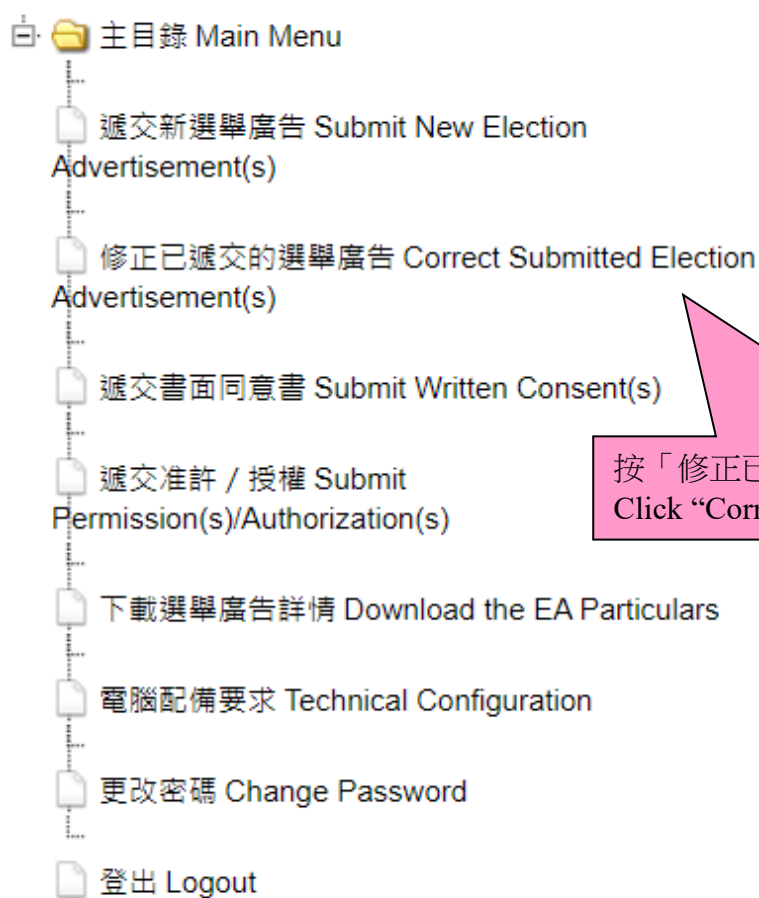 主目錄 Main Menu
遞交新選舉廣告 Submit New Election
Advertisement(s)
修正已遞交的選舉廣告 Correct Submitted Election
Advertisement(s)
遞交書面同意書 Submit Written Consent(s)
按「修正已
Click “Corr
遞交准許 / 授權 Submit
Permission(s)/Authorization(s)
下載選舉廣告詳情 Download the EA Particulars
電腦配備要求 Technical Configuration
更改密碼 Change Password
登出 Logout